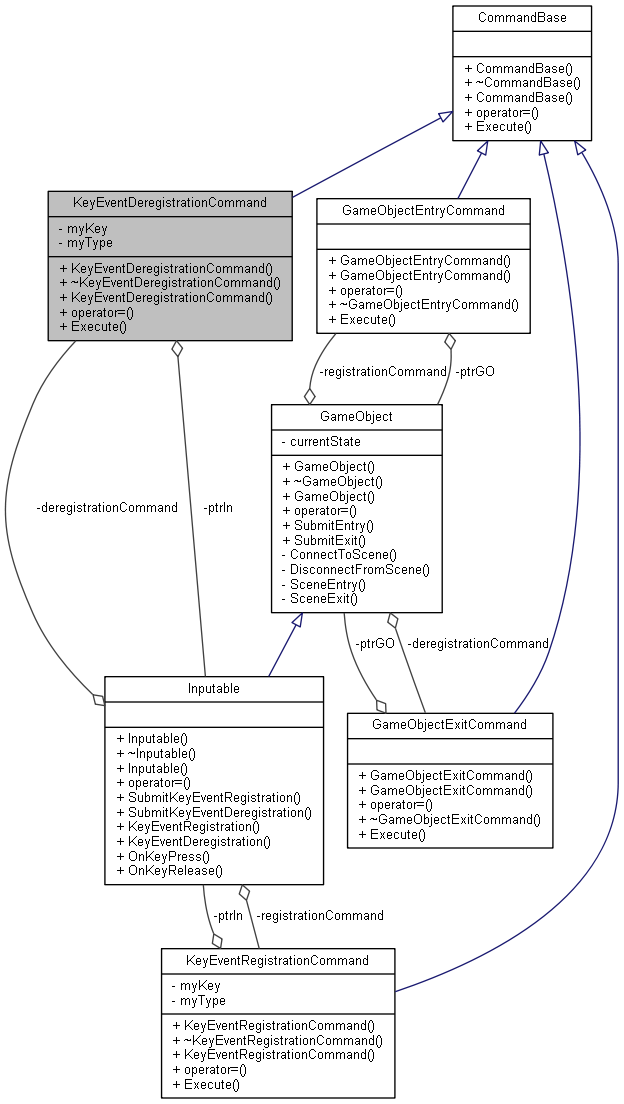 CommandBase
+ CommandBase()
+ ~CommandBase()
+ CommandBase()
+ operator=()
+ Execute()
KeyEventDeregistrationCommand
- myKey
- myType
+ KeyEventDeregistrationCommand()
+ ~KeyEventDeregistrationCommand()
+ KeyEventDeregistrationCommand()
+ operator=()
+ Execute()
GameObjectEntryCommand
+ GameObjectEntryCommand()
+ GameObjectEntryCommand()
+ operator=()
+ ~GameObjectEntryCommand()
+ Execute()
-registrationCommand
-ptrGO
GameObject
- currentState
+ GameObject()
+ ~GameObject()
+ GameObject()
+ operator=()
+ SubmitEntry()
+ SubmitExit()
- ConnectToScene()
- DisconnectFromScene()
- SceneEntry()
- SceneExit()
-deregistrationCommand
-ptrIn
-ptrGO
-deregistrationCommand
Inputable
+ Inputable()
+ ~Inputable()
+ Inputable()
+ operator=()
+ SubmitKeyEventRegistration()
+ SubmitKeyEventDeregistration()
+ KeyEventRegistration()
+ KeyEventDeregistration()
+ OnKeyPress()
+ OnKeyRelease()
GameObjectExitCommand
+ GameObjectExitCommand()
+ GameObjectExitCommand()
+ operator=()
+ ~GameObjectExitCommand()
+ Execute()
-ptrIn
-registrationCommand
KeyEventRegistrationCommand
- myKey
- myType
+ KeyEventRegistrationCommand()
+ ~KeyEventRegistrationCommand()
+ KeyEventRegistrationCommand()
+ operator=()
+ Execute()